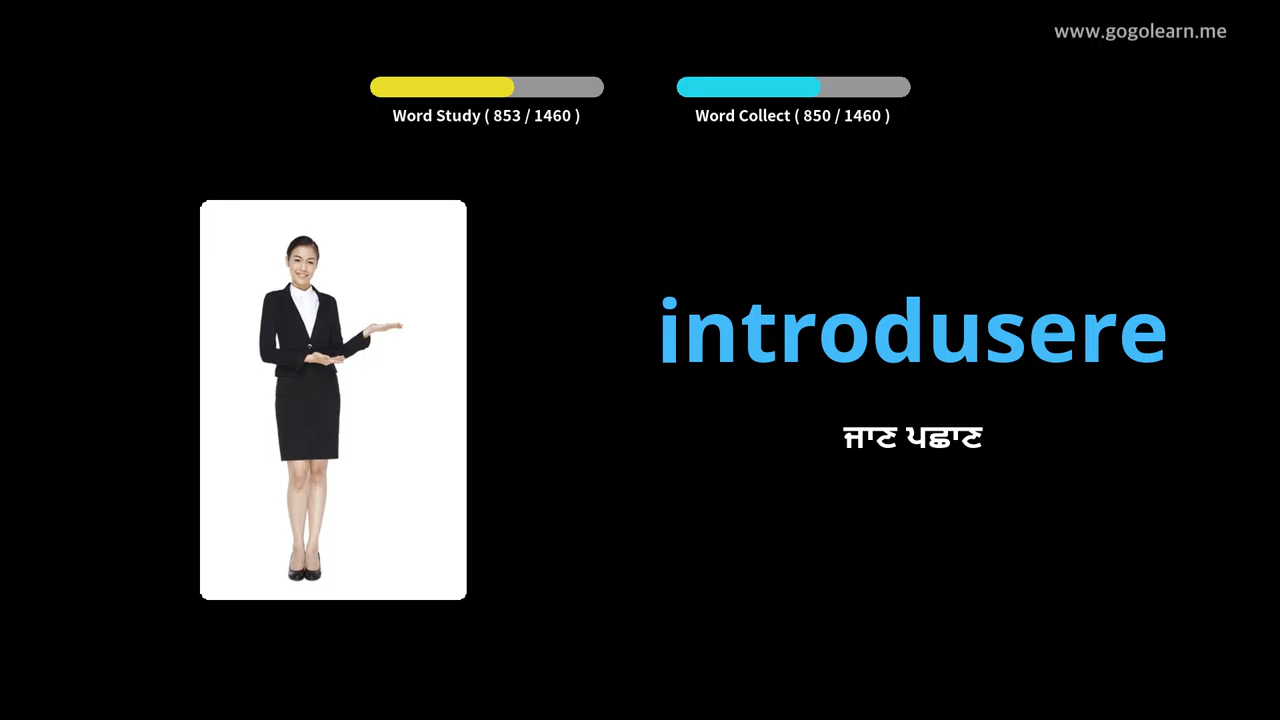 www.gogolearn.me
Word Study ( 853 / 1460 )
Word Collect ( 850 / 1460 )
introdusere
ਜਾਣ ਪਛਾਣ